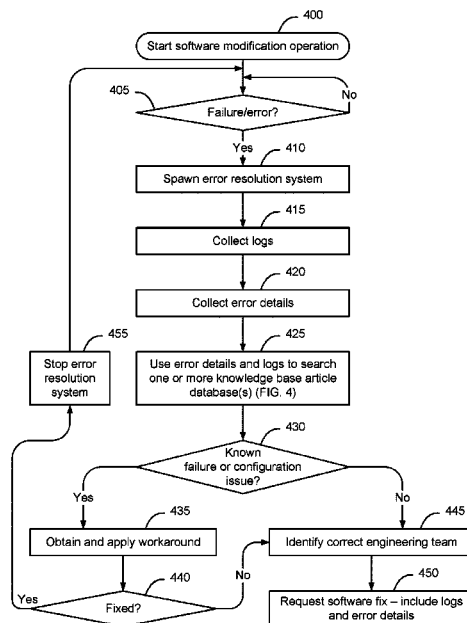 400
Start software modification operation
405
No
Failure/error?
Yes
410
Spawn error resolution system
415
Collect logs
420
Collect error details
455
425
Stop error
resolution
system
Use error details and logs to search
one or more knowledge base article
database(s) (FIG. 4)
430
Known
failure or configuration
issue?
Yes
No
435
445
Obtain and apply workaround
Identify correct engineering team
440
No
450
Yes
Fixed?
Request software fix – include logs
and error details